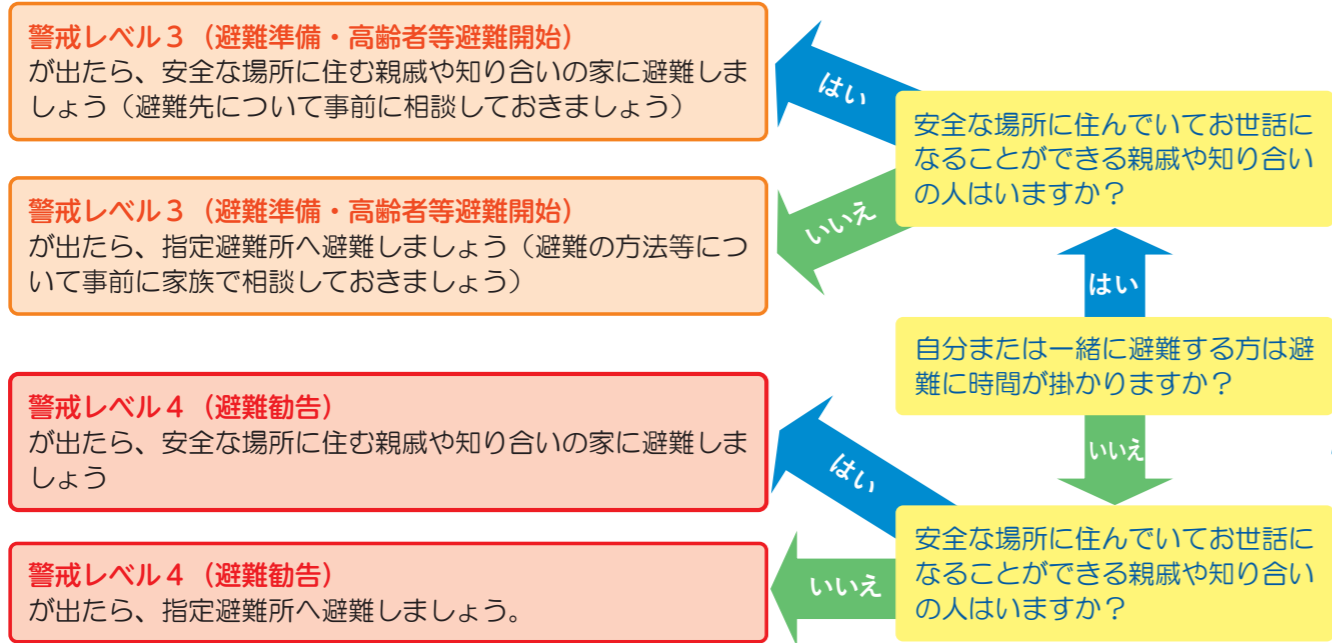 警戒レベル３（避難準備・高齢者等避難開始）
が出たら、安全な場所に住む親戚や知り合いの家に避難しま
しょう（避難先について事前に相談しておきましょう）
警戒レベル３（避難準備・高齢者等避難開始）
が出たら、指定避難所へ避難しましょう（避難の方法等につ
いて事前に家族で相談しておきましょう）
警戒レベル４（避難勧告）
が出たら、安全な場所に住む親戚や知り合いの家に避難しま
しょう
警戒レベル４（避難勧告）
が出たら、指定避難所へ避難しましょう。
はい
いいえ
安全な場所に住んでいてお世話に
なることができる親戚や知り合い
の人はいますか？
はい
自分または一緒に避難する方は避
難に時間が掛かりますか？
いいえ
はい
いいえ
安全な場所に住んでいてお世話に
なることができる親戚や知り合い
の人はいますか？